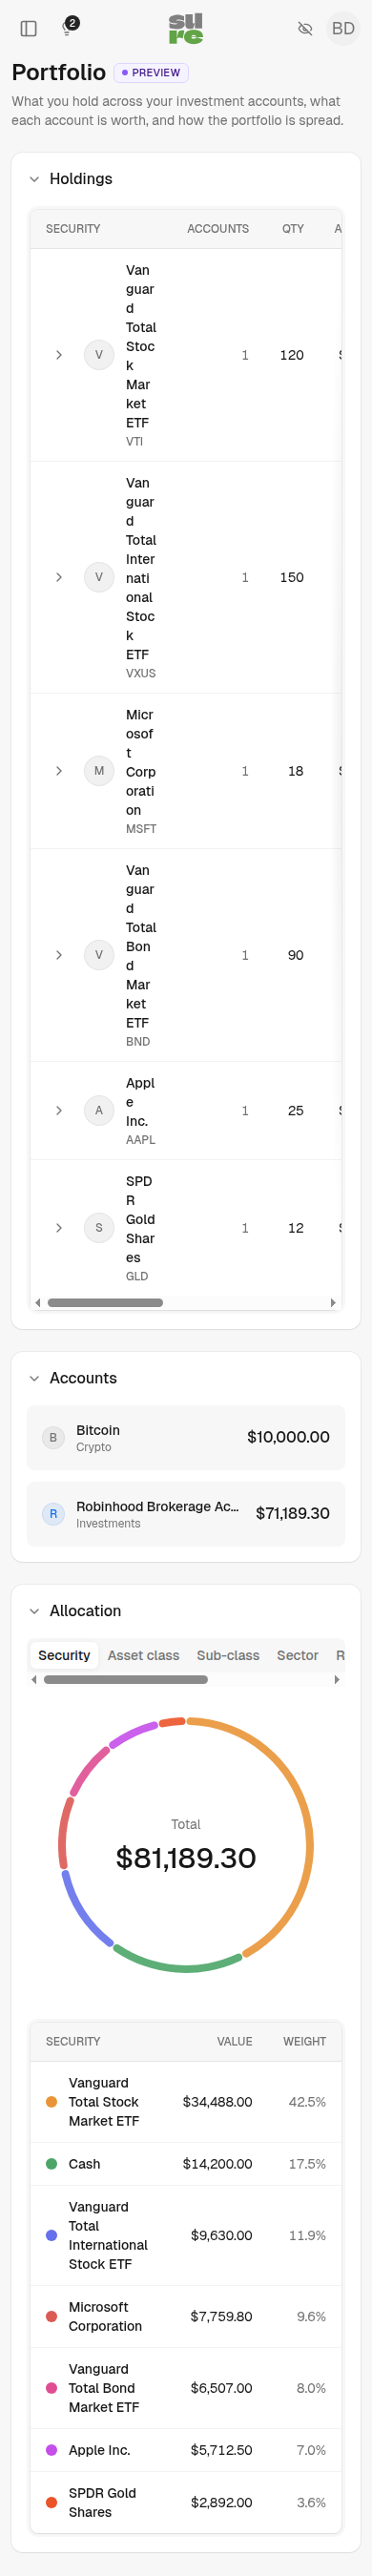 2
sure
BD
Portfolio
PREVIEW
What you hold across your investment accounts, what
each account is worth, and how the portfolio is spread.
Holdings
SECURITY ACCOUNTS QTY A
V
Van
guar
d
Total
Stoc
k
Mar
ket
ETF
VTI
1 120 $
V
Van
guar
d
Total
Inter
nati
onal
Stoc
k
ETF
VXUS
1 150
M
Micr
osof
t
Corp
orati
on
MSFT
1 18 $
V
Van
guar
d
Total
Bon
d
Mar
ket
ETF
BND
1 90
A
Appl
e
Inc.
AAPL
1 25 $
S
SPD
R
Gold
Shar
es
GLD
1 12 $
Accounts
B
Bitcoin
Crypto
$10,000.00
R
Robinhood Brokerage Ac...
Investments
$71,189.30
Allocation
Security Asset class Sub-class Sector R
Total
$81,189.30
SECURITY VALUE WEIGHT
Vanguard
Total Stock
Market ETF
$34,488.00 42.5%
Cash $14,200.00 17.5%
Vanguard
Total
International
Stock ETF
$9,630.00 11.9%
Microsoft
Corporation
$7,759.80 9.6%
Vanguard
Total Bond
Market ETF
$6,507.00 8.0%
Apple Inc. $5,712.50 7.0%
SPDR Gold
Shares
$2,892.00 3.6%